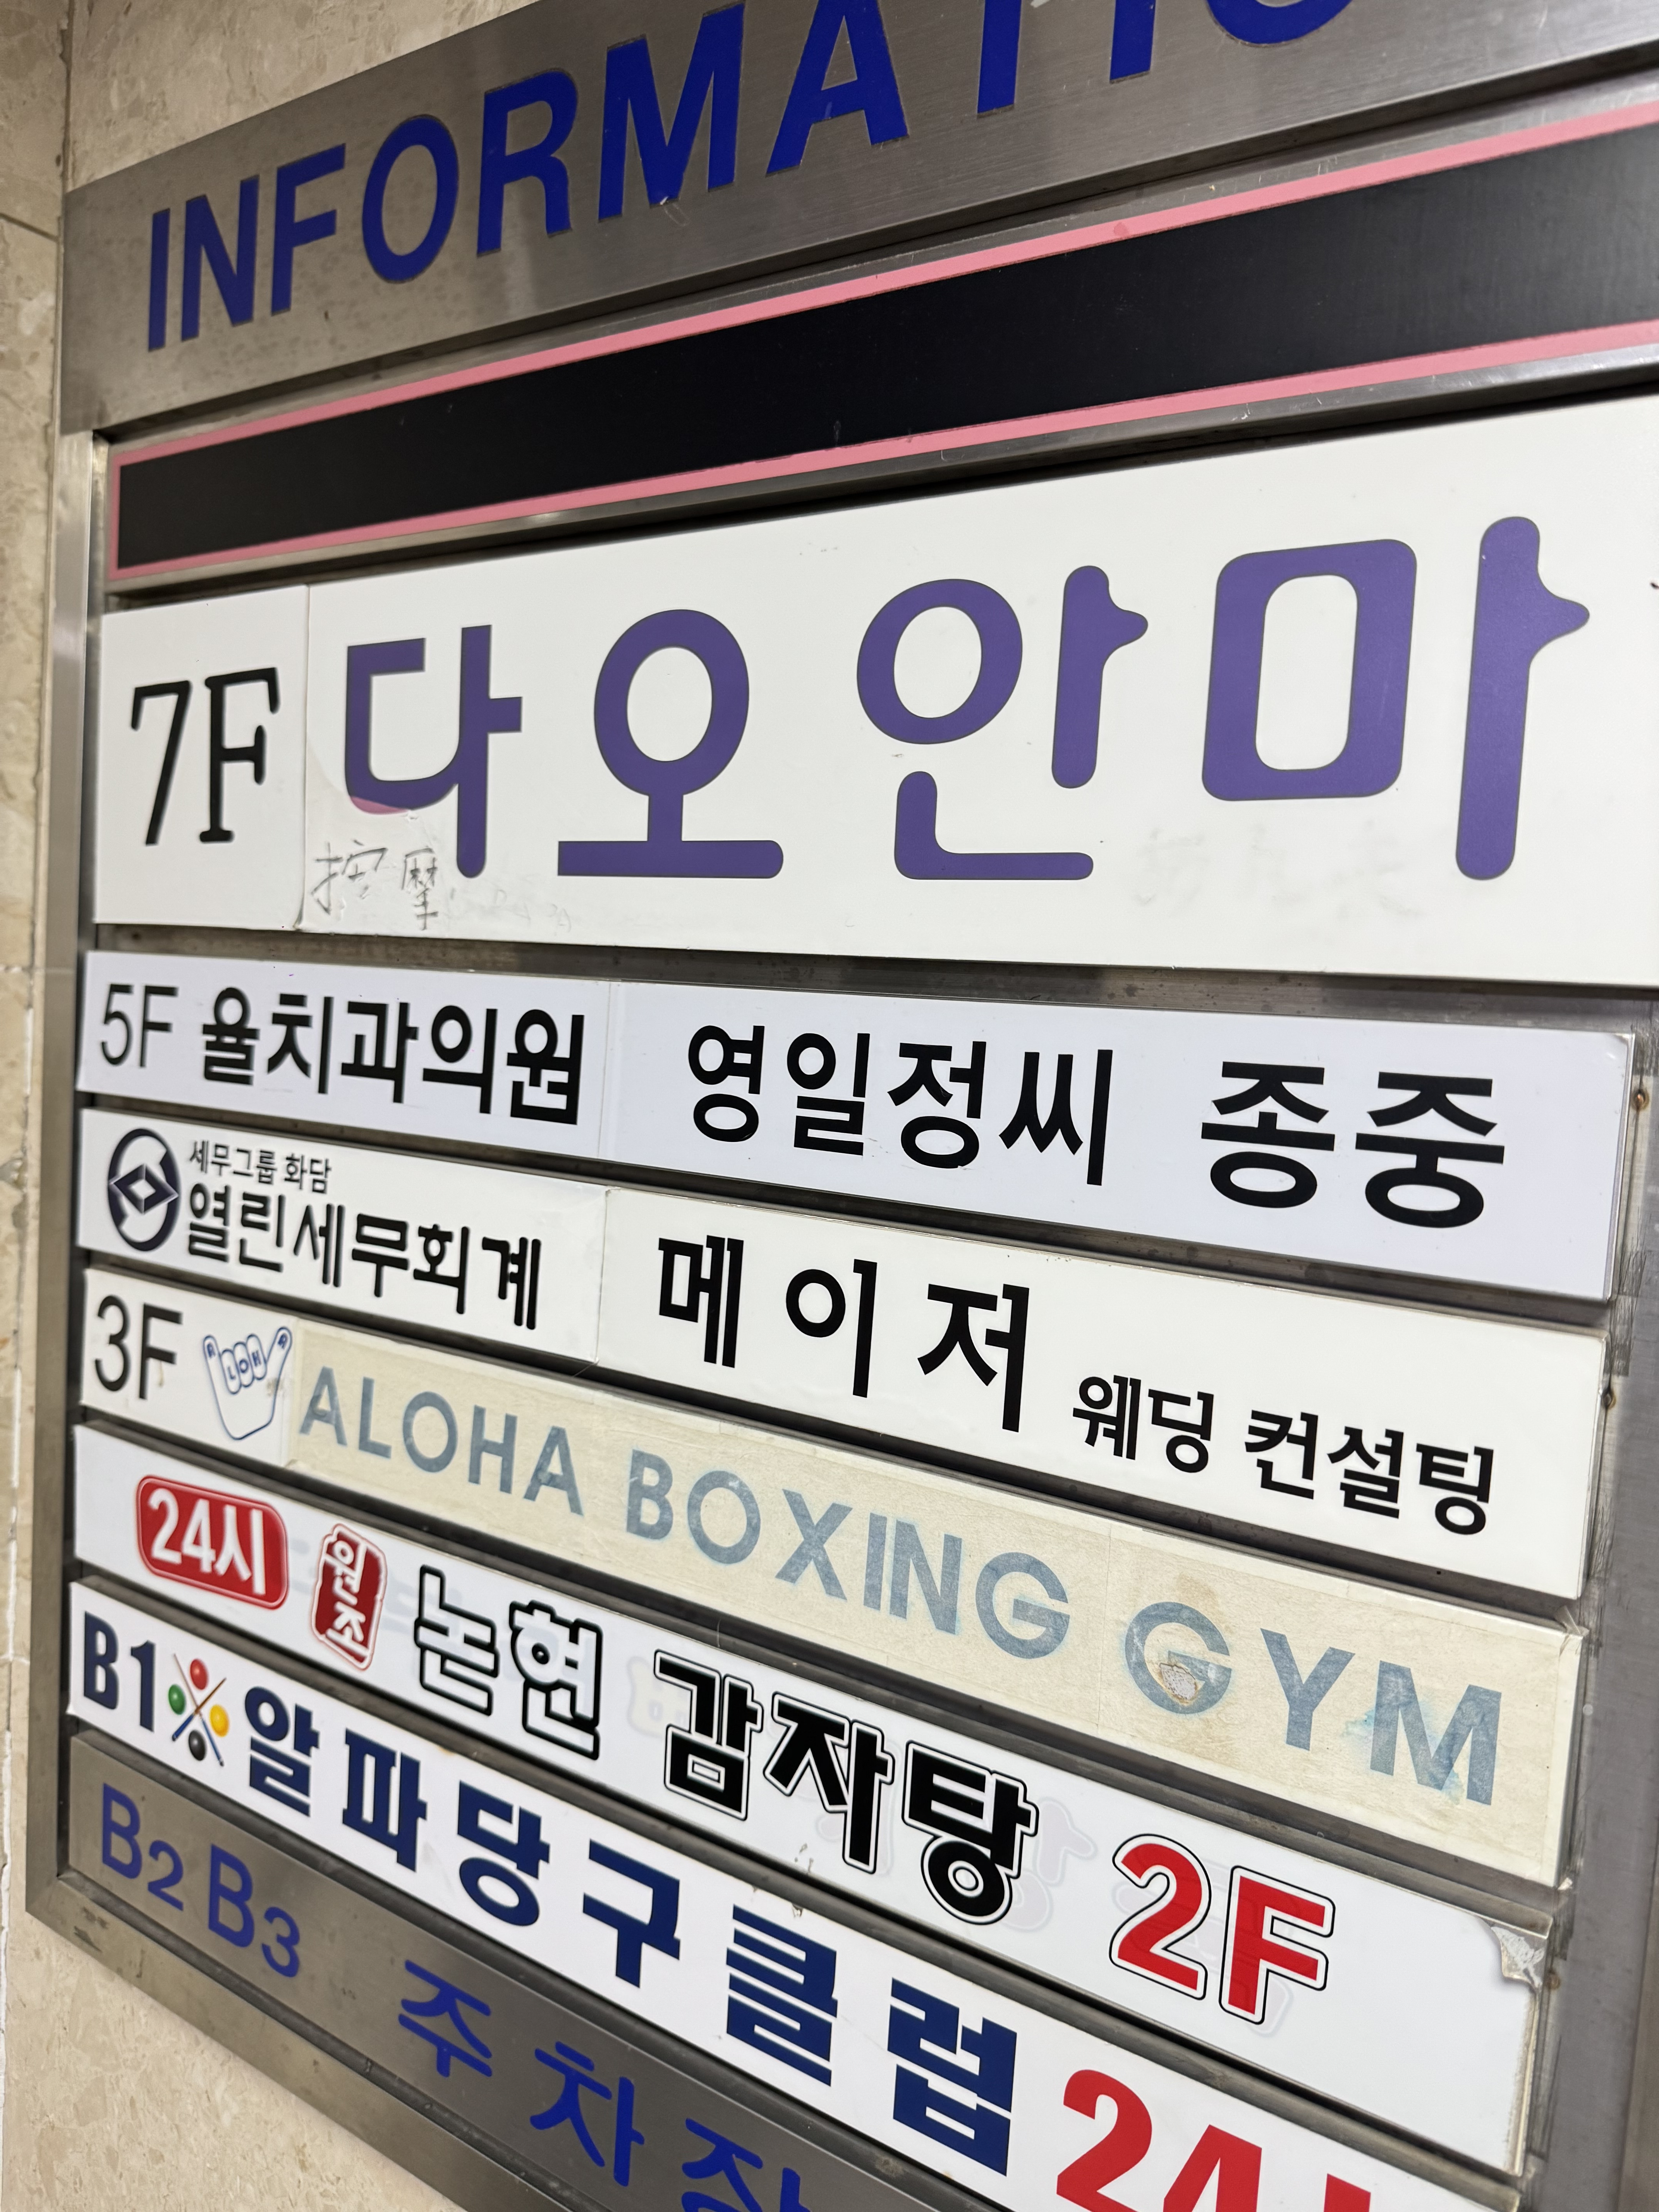 INFORMATIO
7F 다오안마
按摩
5F 율치과의원 영일정씨 종중
세무그룹 화담
열린세무회계 메이저 웨딩 컨설팅
3F ALOHA ALOHA BOXING GYM
24시 원조 논현 감자탕 2F
B1 알파당구클럽 24
B2 B3 주차장